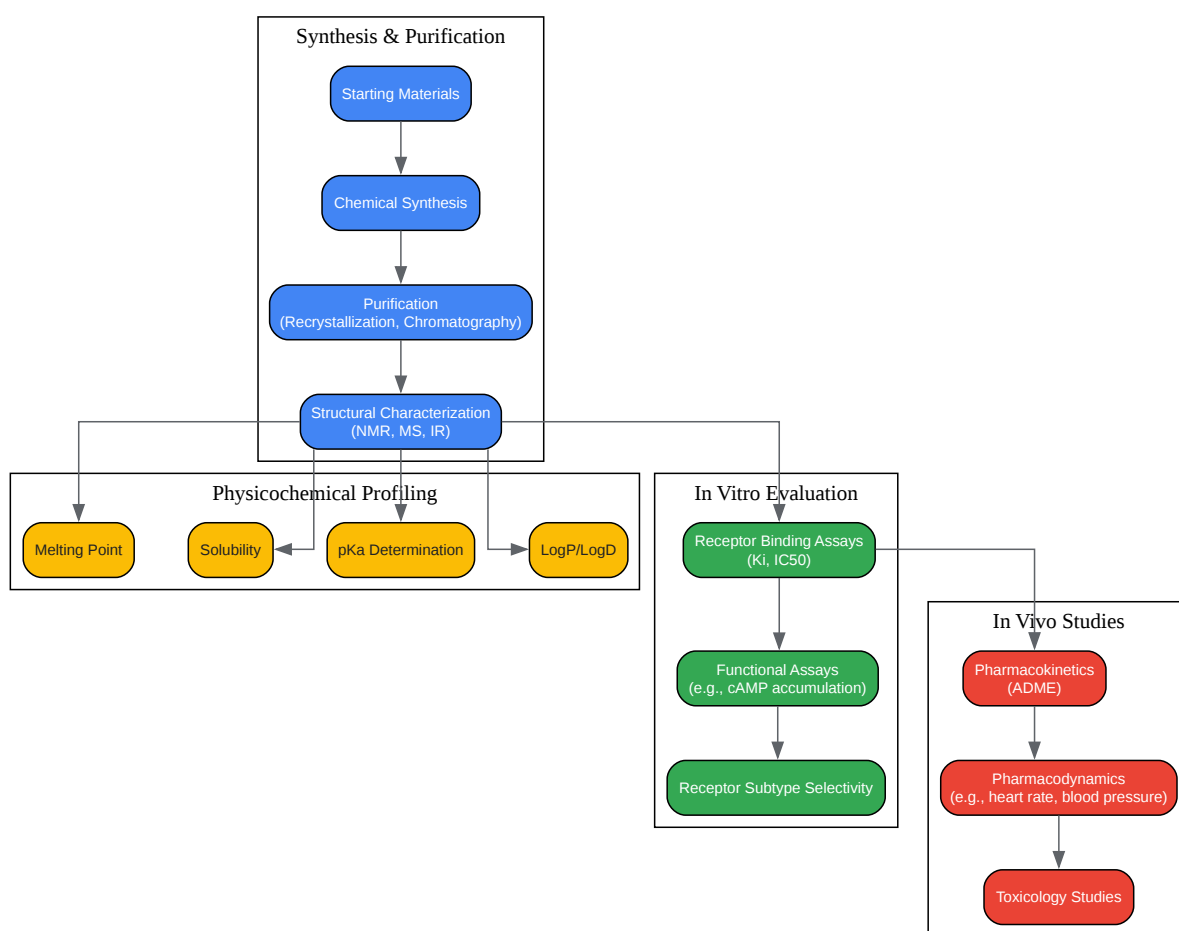 Synthesis & Purification
Starting Materials
Chemical Synthesis
Purification
(Recrystallization, Chromatography)
Structural Characterization
(NMR, MS, IR)
Physicochemical Profiling
Melting Point
Solubility
pKa Determination
LogP/LogD
In Vitro Evaluation
Receptor Binding Assays
(Ki, IC50)
Functional Assays
(e.g., cAMP accumulation)
Receptor Subtype Selectivity
In Vivo Studies
Pharmacokinetics
(ADME)
Pharmacodynamics
(e.g., heart rate, blood pressure)
Toxicology Studies